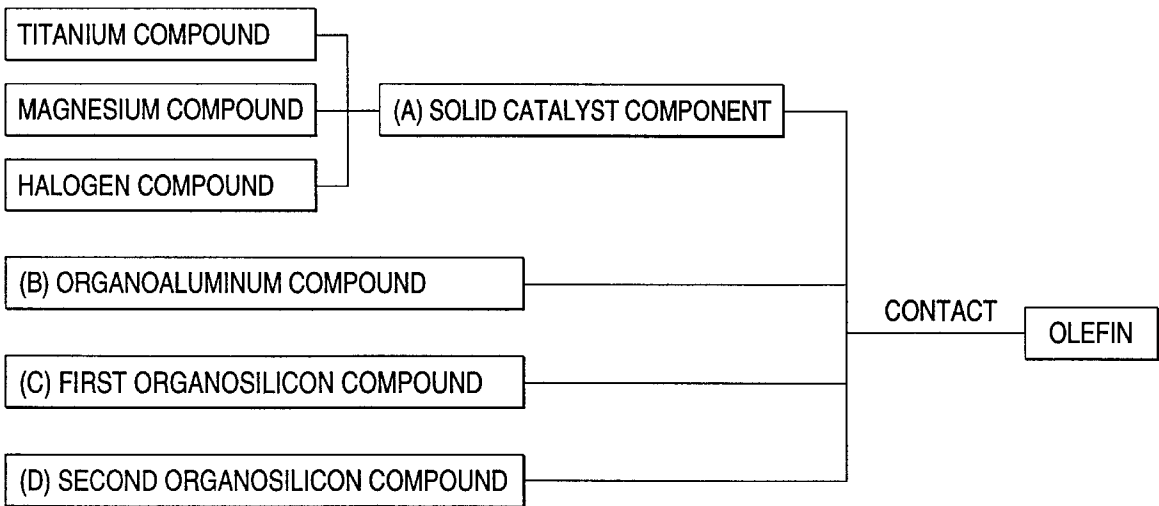 TITANIUM COMPOUND
MAGNESIUM COMPOUND
(A) SOLID CATALYST COMPONENT
HALOGEN COMPOUND
(B) ORGANOALUMINUM COMPOUND
CONTACT
OLEFIN
(C) FIRST ORGANOSILICON COMPOUND
(D) SECOND ORGANOSILICON COMPOUND